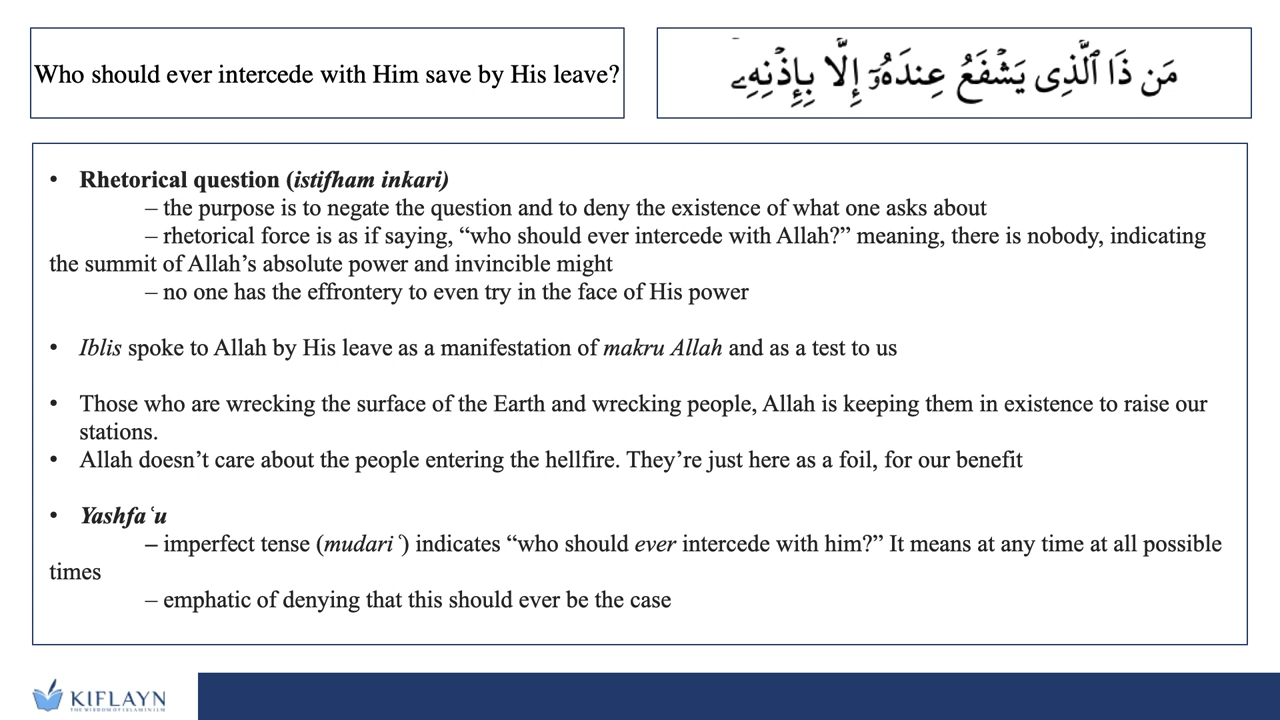 Who should ever intercede with Him save by His leave?
مَن ذَا ٱلَّذِى يَشْفَعُ عِندَهُۥٓ إِلَّا بِإِذْنِهِۦ
• Rhetorical question (istifham inkari)
– the purpose is to negate the question and to deny the existence of what one asks about
– rhetorical force is as if saying, “who should ever intercede with Allah?” meaning, there is nobody, indicating
the summit of Allah’s absolute power and invincible might
– no one has the effrontery to even try in the face of His power
• Iblis spoke to Allah by His leave as a manifestation of makru Allah and as a test to us
• Those who are wrecking the surface of the Earth and wrecking people, Allah is keeping them in existence to raise our
stations.
• Allah doesn’t care about the people entering the hellfire. They’re just here as a foil, for our benefit
• Yashfaʿu
– imperfect tense (mudariʿ) indicates “who should ever intercede with him?” It means at any time at all possible
times
– emphatic of denying that this should ever be the case
KIFLAYN
THE WISDOM OF ISLAM IN ELM